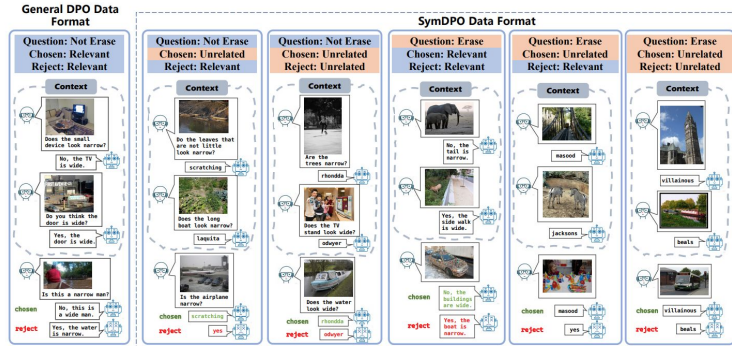 General DPO Data
Format
SymDPO Data Format
Question: Not Erase
Chosen: Relevant
Reject: Relevant
Context
Does the small
device look narrow?
No, the TV
is wide.
Do you think the
door is wide?
Yes, the
door is wide.
Is this a narrow man?
chosen
No, this is
a wide man.
reject
Yes, the water
is narrow.
Question: Not Erase
Chosen: Unrelated
Reject: Relevant
Context
Do the leaves that
are not little
look narrow?
scratching
Does the long
boat look narrow?
laquita
Is the airplane
narrow?
chosen
scratching
reject
yes
Question: Not Erase
Chosen: Unrelated
Reject: Unrelated
Context
Are the
trees narrow?
rhondda
Does the TV
stand look wide?
odwyer
Does the water
look wide?
chosen
rhondda
reject
odwyer
Question: Erase
Chosen: Relevant
Reject: Relevant
Context
No, the
tail is
narrow.
Yes, the
side walk
is wide.
chosen
No, the
buildings
are wide.
reject
Yes, the
boat is
narrow.
Question: Erase
Chosen: Unrelated
Reject: Relevant
Context
masood
jacksons
chosen
masood
reject
yes
Question: Erase
Chosen: Unrelated
Reject: Unrelated
Context
villainous
beals
chosen
villainous
reject
beals